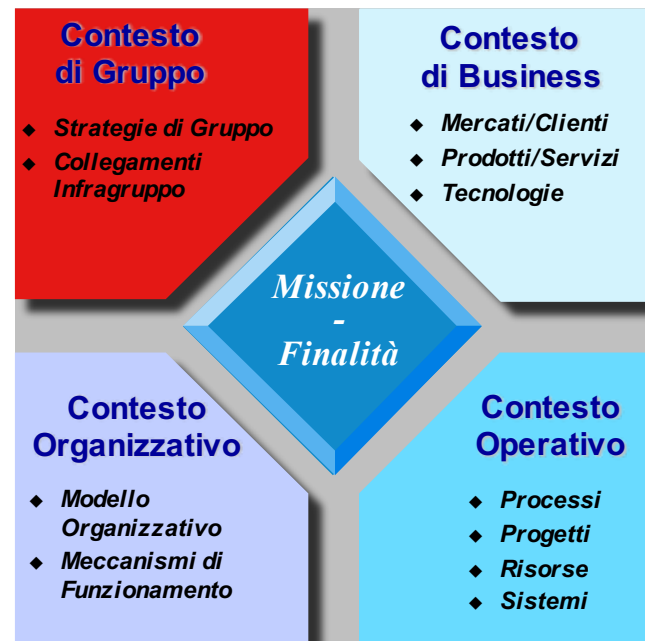 Contesto
di Gruppo
◆ Strategie di Gruppo
◆ Collegamenti
Infragruppo
Contesto
di Business
◆ Mercati/Clienti
◆ Prodotti/Servizi
◆ Tecnologie
Missione
-
Finalità
Contesto
Organizzativo
◆ Modello
Organizzativo
◆ Meccanismi di
Funzionamento
Contesto
Operativo
◆ Processi
◆ Progetti
◆ Risorse
◆ Sistemi